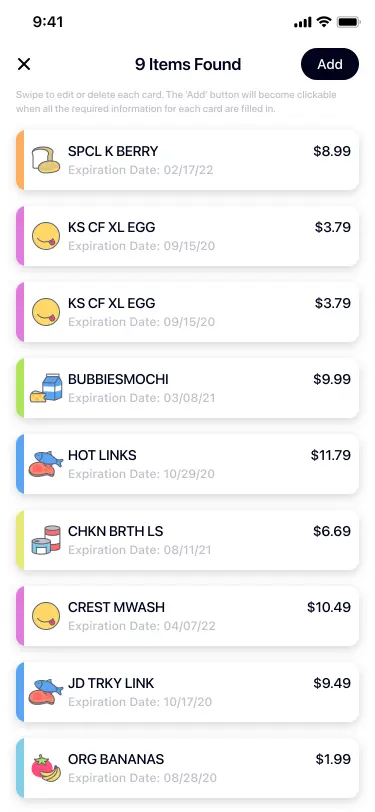 9:41
9 Items Found
Add
Swipe to edit or delete each card. The 'Add' button will become clickable
when all the required information for each card are filled in.
SPCL K BERRY $8.99
Expiration Date: 02/17/22
KS CF XL EGG $3.79
Expiration Date: 09/15/20
KS CF XL EGG $3.79
Expiration Date: 09/15/20
BUBBIESMOCHI $9.99
Expiration Date: 03/08/21
HOT LINKS $11.79
Expiration Date: 10/29/20
CHKN BRTH LS $6.69
Expiration Date: 08/11/21
CREST MWASH $10.49
Expiration Date: 04/07/22
JD TRKY LINK $9.49
Expiration Date: 10/17/20
ORG BANANAS $1.99
Expiration Date: 08/28/20